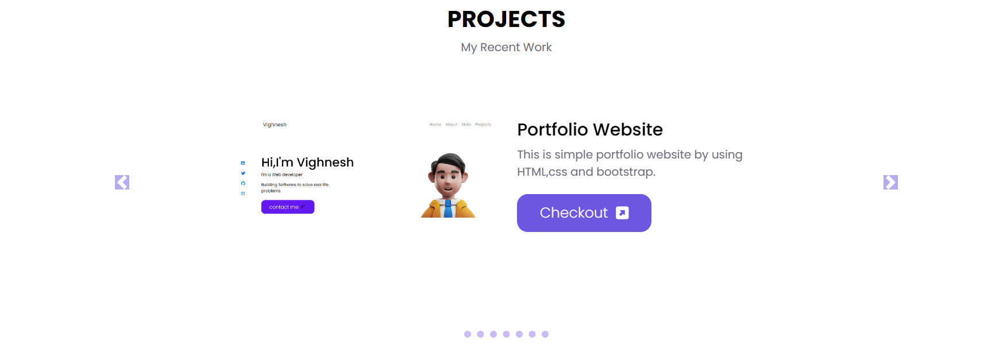 PROJECTS
My Recent Work
Vighnesh
Home About Skills Projects
Hi,I'm Vighnesh
I'm a Web developer
Building Software to solve real life
problems
contact me
Portfolio Website
This is simple portfolio website by using
HTML,css and bootstrap.
Checkout